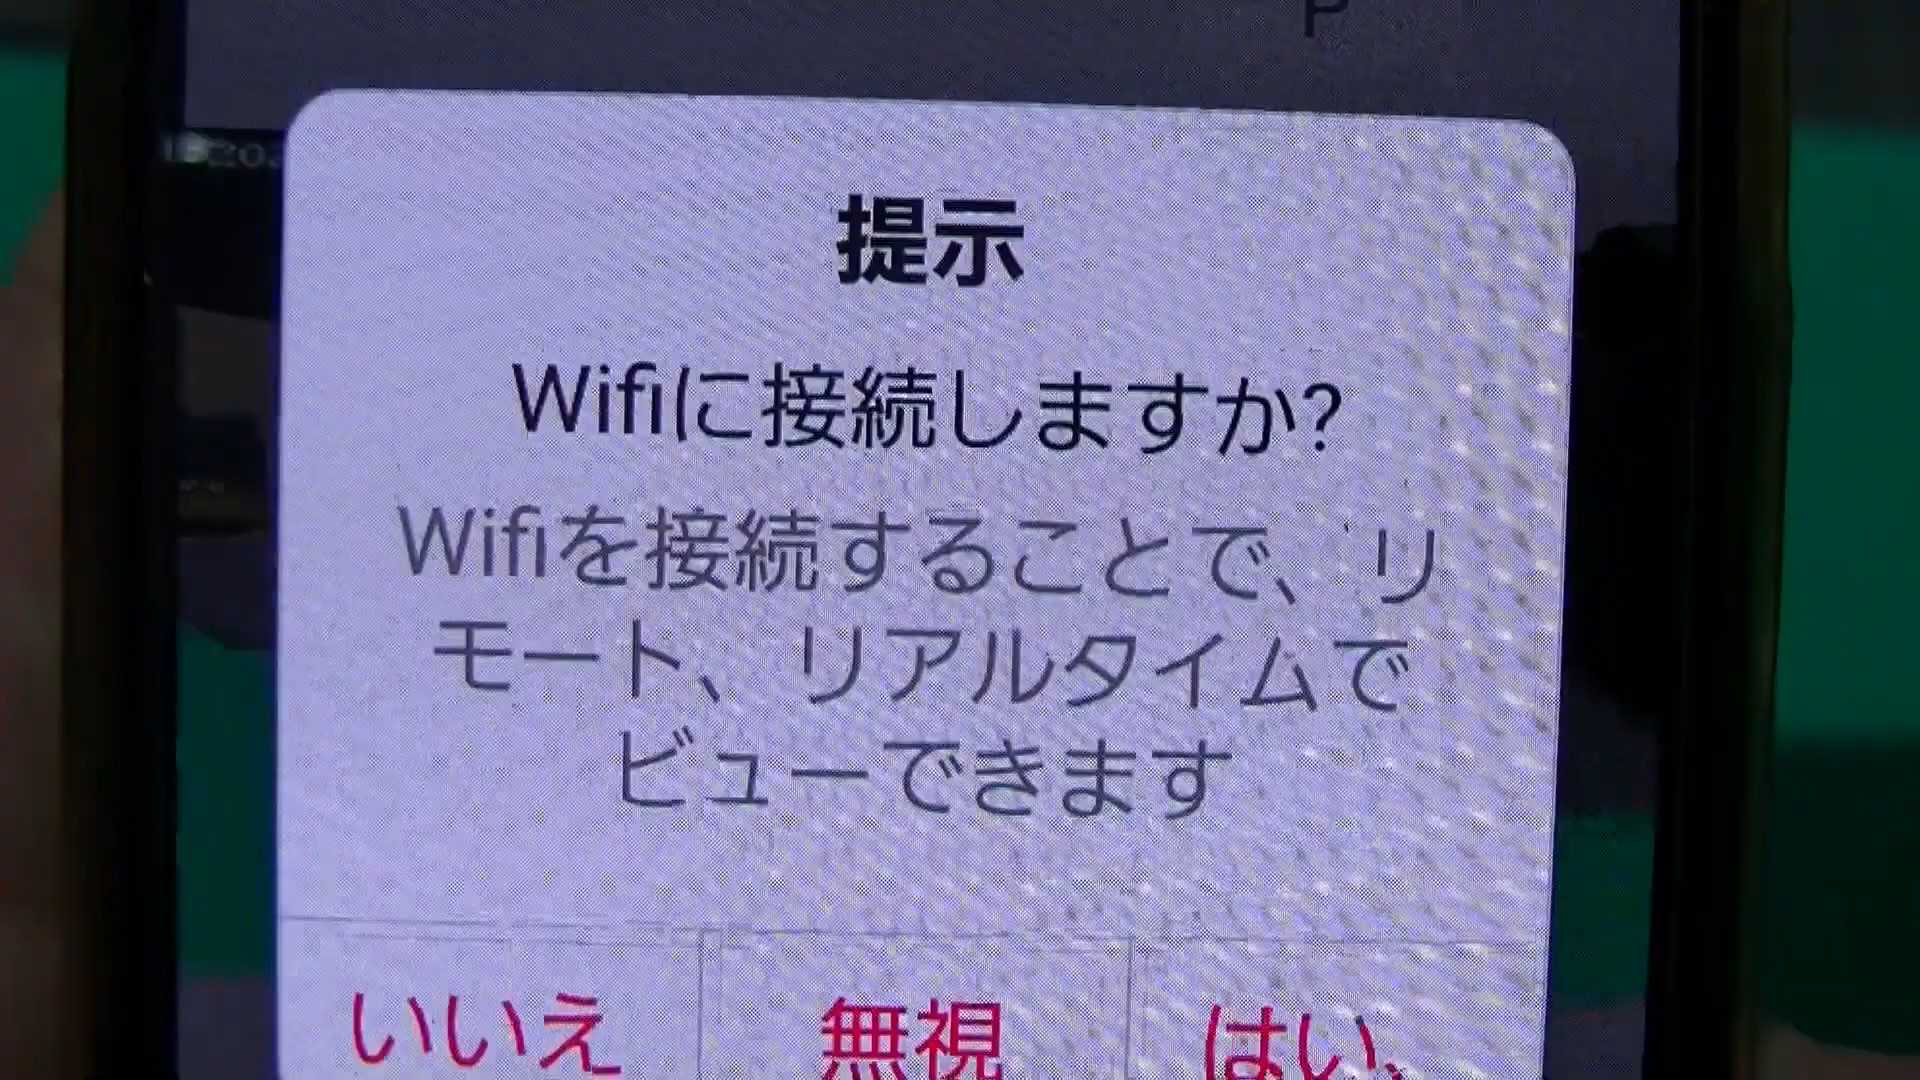 P
提示
Wifiに接続しますか?
Wifiを接続することで、リ
モート、リアルタイムで
ビューできます
いいえ
無視
はい、